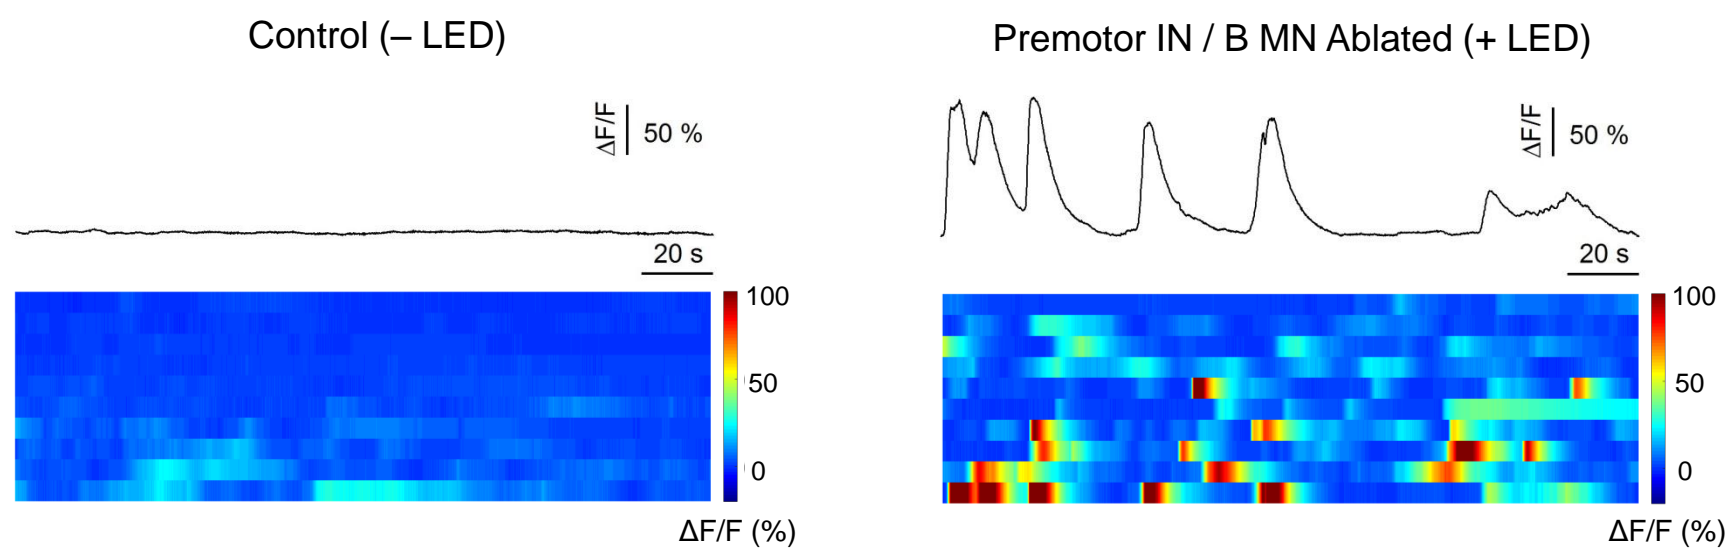 Control (– LED)
ΔF/F
50 %
20 s
100
50
0
ΔF/F (%)
Premotor IN / B MN Ablated (+ LED)
ΔF/F
50 %
20 s
100
50
0
ΔF/F (%)